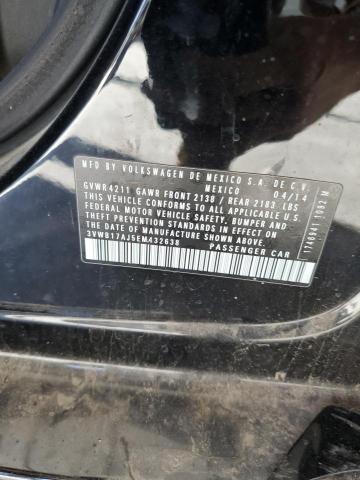 MFD BY VOLKSWAGEN DE MEXICO S.A. DE C.V.
MEXICO 04/14
GVWR 4211 GAWR FRONT 2138 / REAR 2183 LBS
THIS VEHICLE CONFORMS TO ALL APPLICABLE
FEDERAL MOTOR VEHICLE SAFETY, BUMPER AND
THEFT PREVENTION STANDARDS IN EFFECT ON
THE DATE OF MANUFACTURE SHOWN ABOVE.
3VWB17AJ5EM432638
PASSENGER CAR
17A6941 1092 M